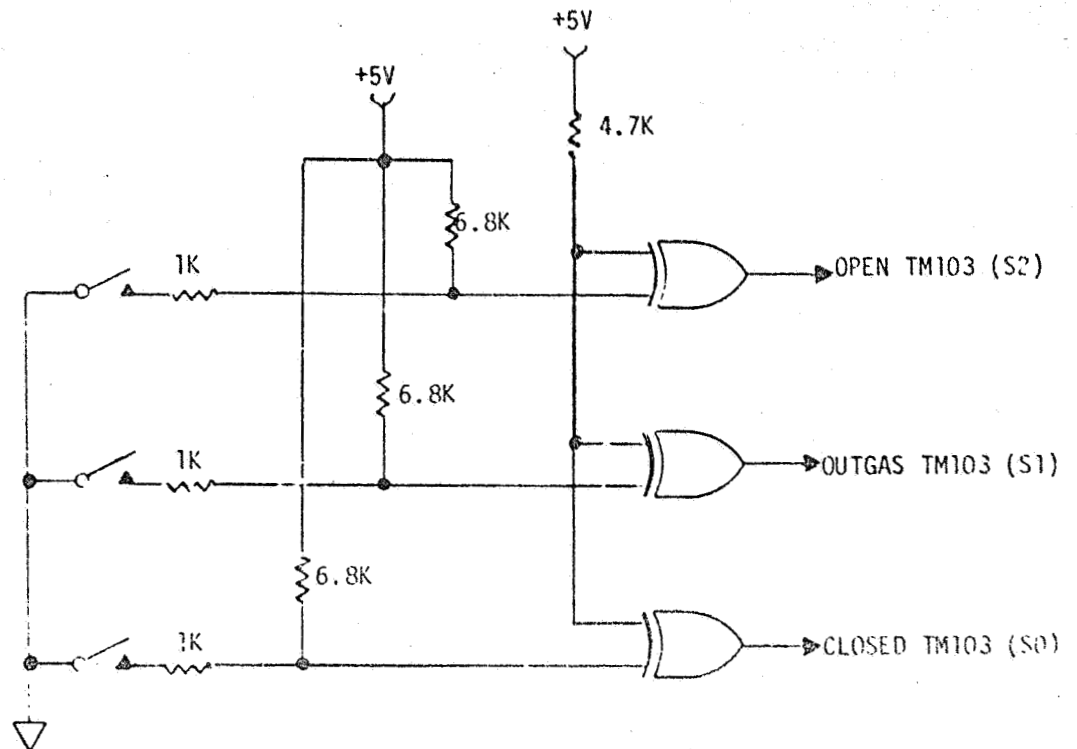 +5V
+5V
4.7K
6.8K
1K
OPEN TM103 (S2)
6.8K
1K
OUTGAS TM103 (S1)
6.8K
1K
CLOSED TM103 (S0)